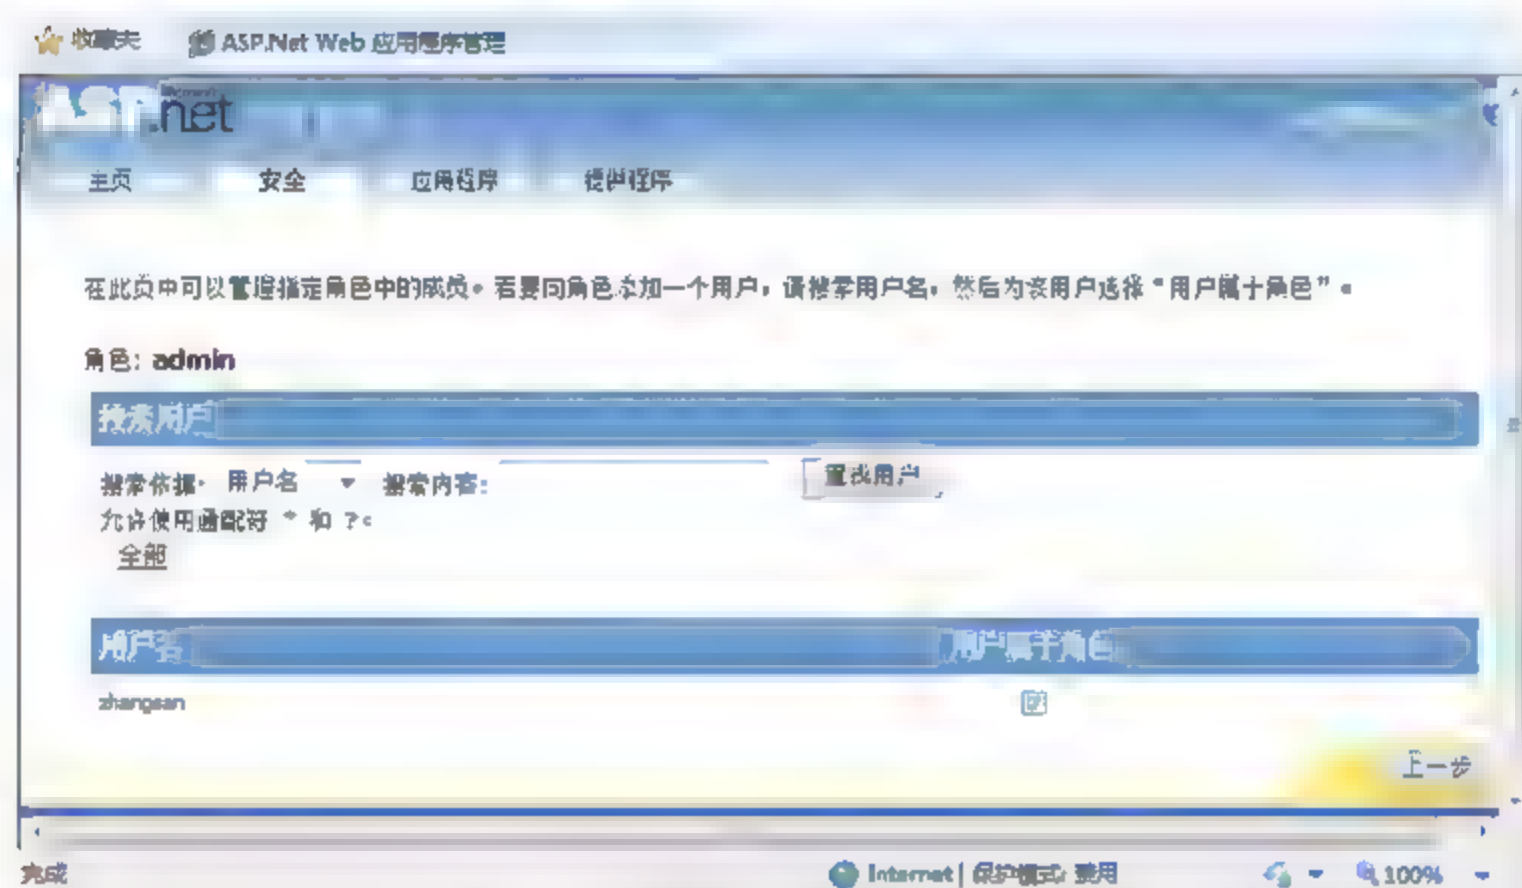 收藏夹 ASP.Net Web 应用程序管理
Microsoft
ASP.net
主页 安全 应用程序 提供程序
在此页中可以管理指定角色中的成员。若要向角色添加一个用户，请搜索用户名，然后为该用户选择“用户属于角色”。
角色: admin
搜索用户
搜索依据: 用户名 搜索内容: 查找用户
允许使用通配符 * 和 ?。
全部
用户名 用户属于角色
zhangsan
上一步
完成 Internet | 保护模式: 禁用 100%